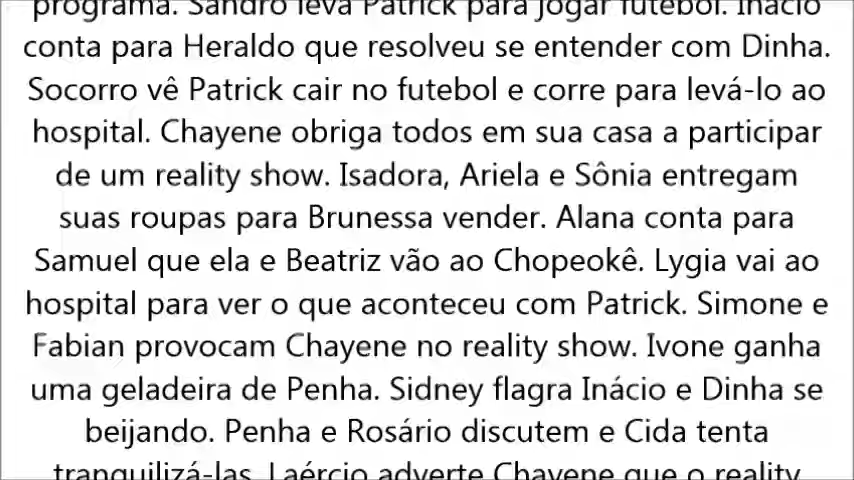 programa. Sandro leva Patrick para jogar futebol. Inácio
conta para Heraldo que resolveu se entender com Dinha.
Socorro vê Patrick cair no futebol e corre para levá-lo ao
hospital. Chayene obriga todos em sua casa a participar
de um reality show. Isadora, Ariela e Sônia entregam
suas roupas para Brunessa vender. Alana conta para
Samuel que ela e Beatriz vão ao Chopeokê. Lygia vai ao
hospital para ver o que aconteceu com Patrick. Simone e
Fabian provocam Chayene no reality show. Ivone ganha
uma geladeira de Penha. Sidney flagra Inácio e Dinha se
beijando. Penha e Rosário discutem e Cida tenta
tranquilizá-las. Laércio adverte Chayene que o reality